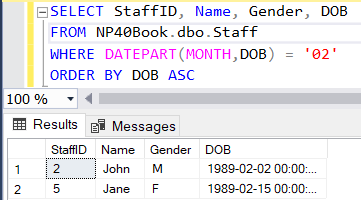 SELECT StaffID, Name, Gender, DOB
FROM NP40Book.dbo.Staff
WHERE DATEPART(MONTH,DOB) = '02'
ORDER BY DOB ASC
100 %
Results Messages
StaffID Name Gender DOB
1 2 John M 1989-02-02 00:00:...
2 5 Jane F 1989-02-15 00:00:...